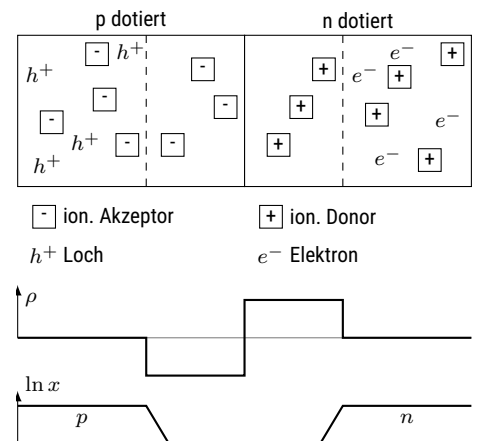 p dotiert n dotiert
- h⁺ - - e⁻ + +
h⁺ - - e⁻ +
- h⁺ - - + + e⁻
h⁺ + e⁻ +
- ion. Akzeptor + ion. Donor
h⁺ Loch e⁻ Elektron
ρ
ln x
p n